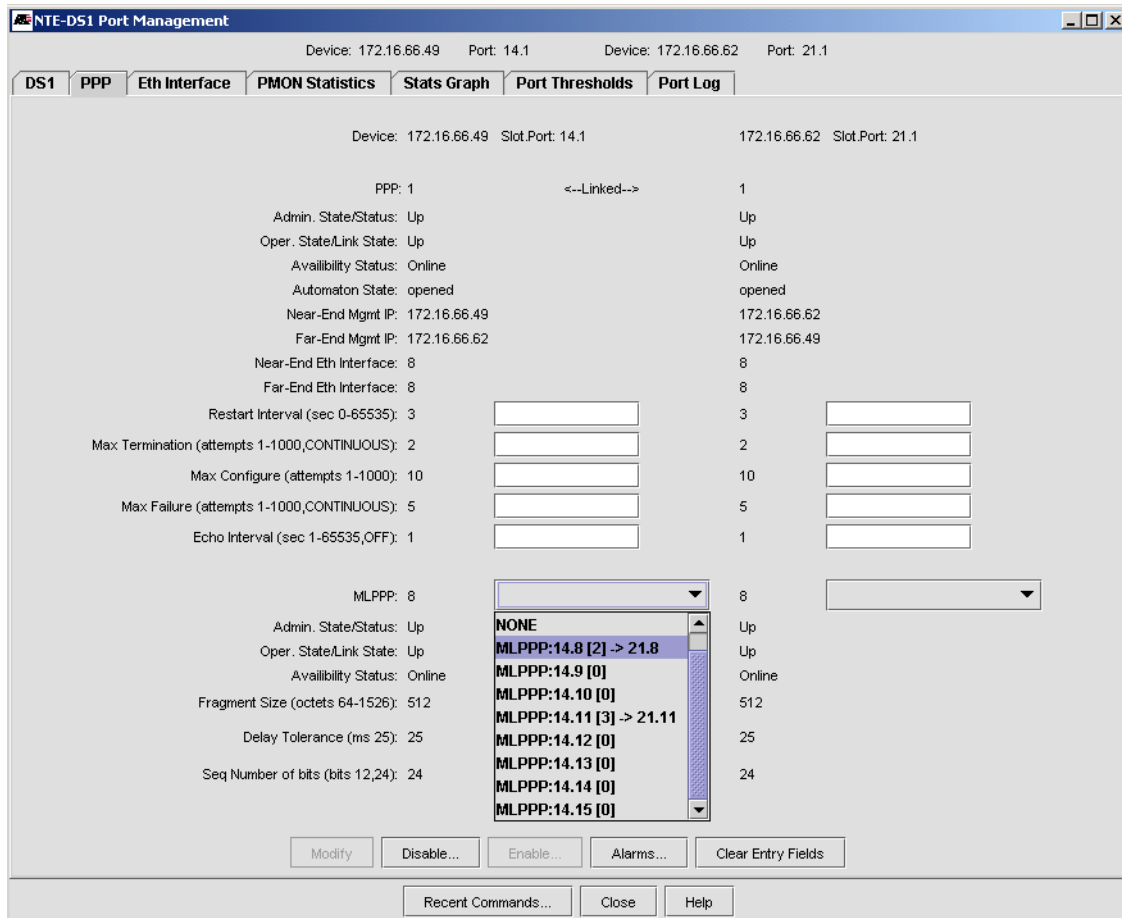 NTE-DS1 Port Management
Device: 172.16.66.49 Port: 14.1 Device: 172.16.66.62 Port: 21.1
DS1 PPP Eth Interface PMON Statistics Stats Graph Port Thresholds Port Log
Device: 172.16.66.49 Slot.Port: 14.1 172.16.66.62 Slot.Port: 21.1
PPP: 1 <--Linked--> 1
Admin. State/Status: Up Up
Oper. State/Link State: Up Up
Availibility Status: Online Online
Automaton State: opened opened
Near-End Mgmt IP: 172.16.66.49 172.16.66.62
Far-End Mgmt IP: 172.16.66.62 172.16.66.49
Near-End Eth Interface: 8 8
Far-End Eth Interface: 8 8
Restart Interval (sec 0-65535): 3 3
Max Termination (attempts 1-1000,CONTINUOUS): 2 2
Max Configure (attempts 1-1000): 10 10
Max Failure (attempts 1-1000,CONTINUOUS): 5 5
Echo Interval (sec 1-65535,OFF): 1 1
MLPPP: 8 8
Admin. State/Status: Up NONE Up
Oper. State/Link State: Up MLPPP:14.8 [2] -> 21.8 Up
Availibility Status: Online MLPPP:14.9 [0] Online
MLPPP:14.10 [0]
Fragment Size (octets 64-1526): 512 MLPPP:14.11 [3] -> 21.11 512
Delay Tolerance (ms 25): 25 MLPPP:14.12 [0] 25
MLPPP:14.13 [0]
Seq Number of bits (bits 12,24): 24 MLPPP:14.14 [0] 24
MLPPP:14.15 [0]
Modify Disable... Enable... Alarms... Clear Entry Fields
Recent Commands... Close Help